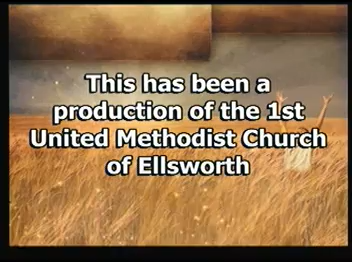 This has been a
production of the 1st
United Methodist Church
of Ellsworth